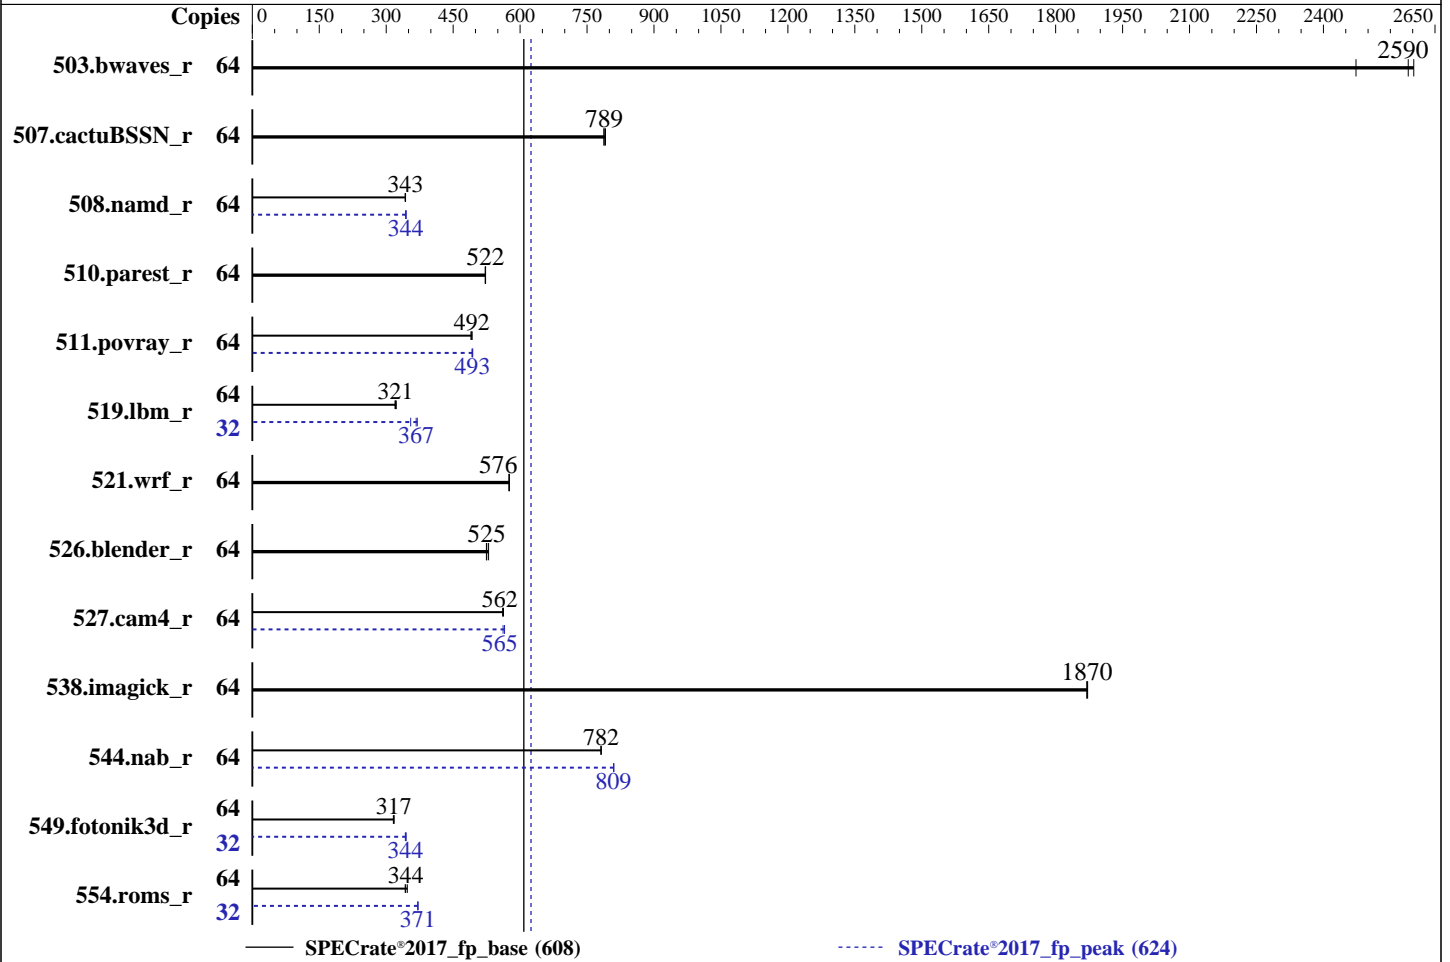 Copies 0 150 300 450 600 750 900 1050 1200 1350 1500 1650 1800 1950 2100 2250 2400 2650
503.bwaves_r 64 2590
507.cactuBSSN_r 64 789
508.namd_r 64 343
344
510.parest_r 64 522
511.povray_r 64 492
493
519.lbm_r 64 321
32 367
521.wrf_r 64 576
526.blender_r 64 525
527.cam4_r 64 562
565
538.imagick_r 64 1870
544.nab_r 64 782
809
549.fotonik3d_r 64 317
32 344
554.roms_r 64 344
32 371
SPECrate®2017_fp_base (608) SPECrate®2017_fp_peak (624)